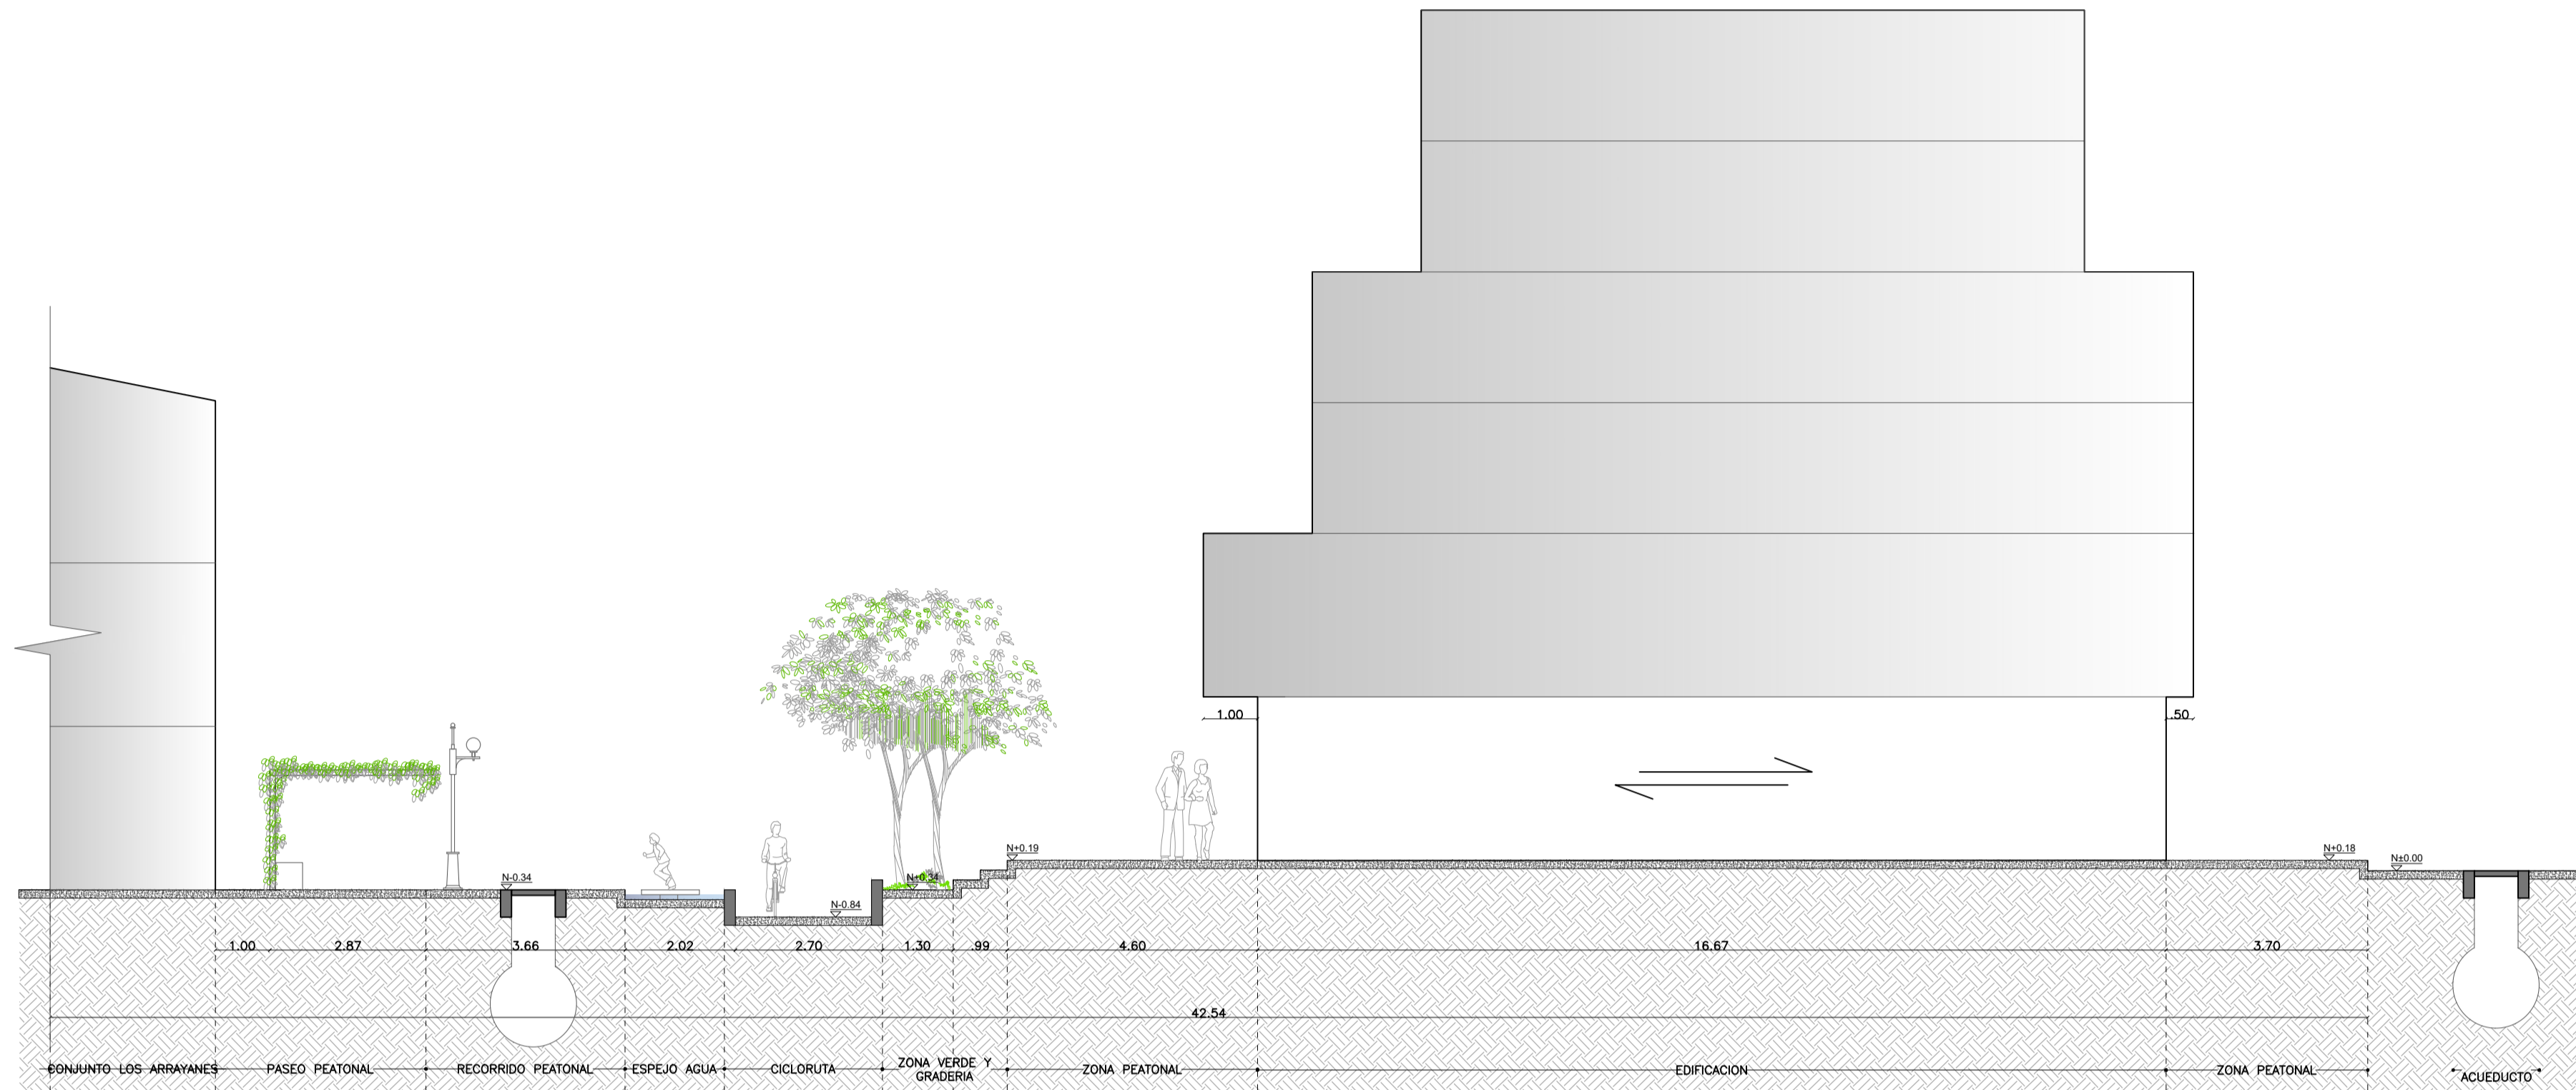 1.00
.50
N+0.19
N+0.18
N±0.00
N+0.34
N-0.34
N-0.84
1.00
2.87
3.66
2.02
2.70
1.30
.99
4.60
16.67
3.70
42.54
CONJUNTO LOS ARRAYANES
PASEO PEATONAL
RECORRIDO PEATONAL
ESPEJO AGUA
CICLORUTA
ZONA VERDE Y
GRADERIA
ZONA PEATONAL
EDIFICACION
ZONA PEATONAL
ACUEDUCTO